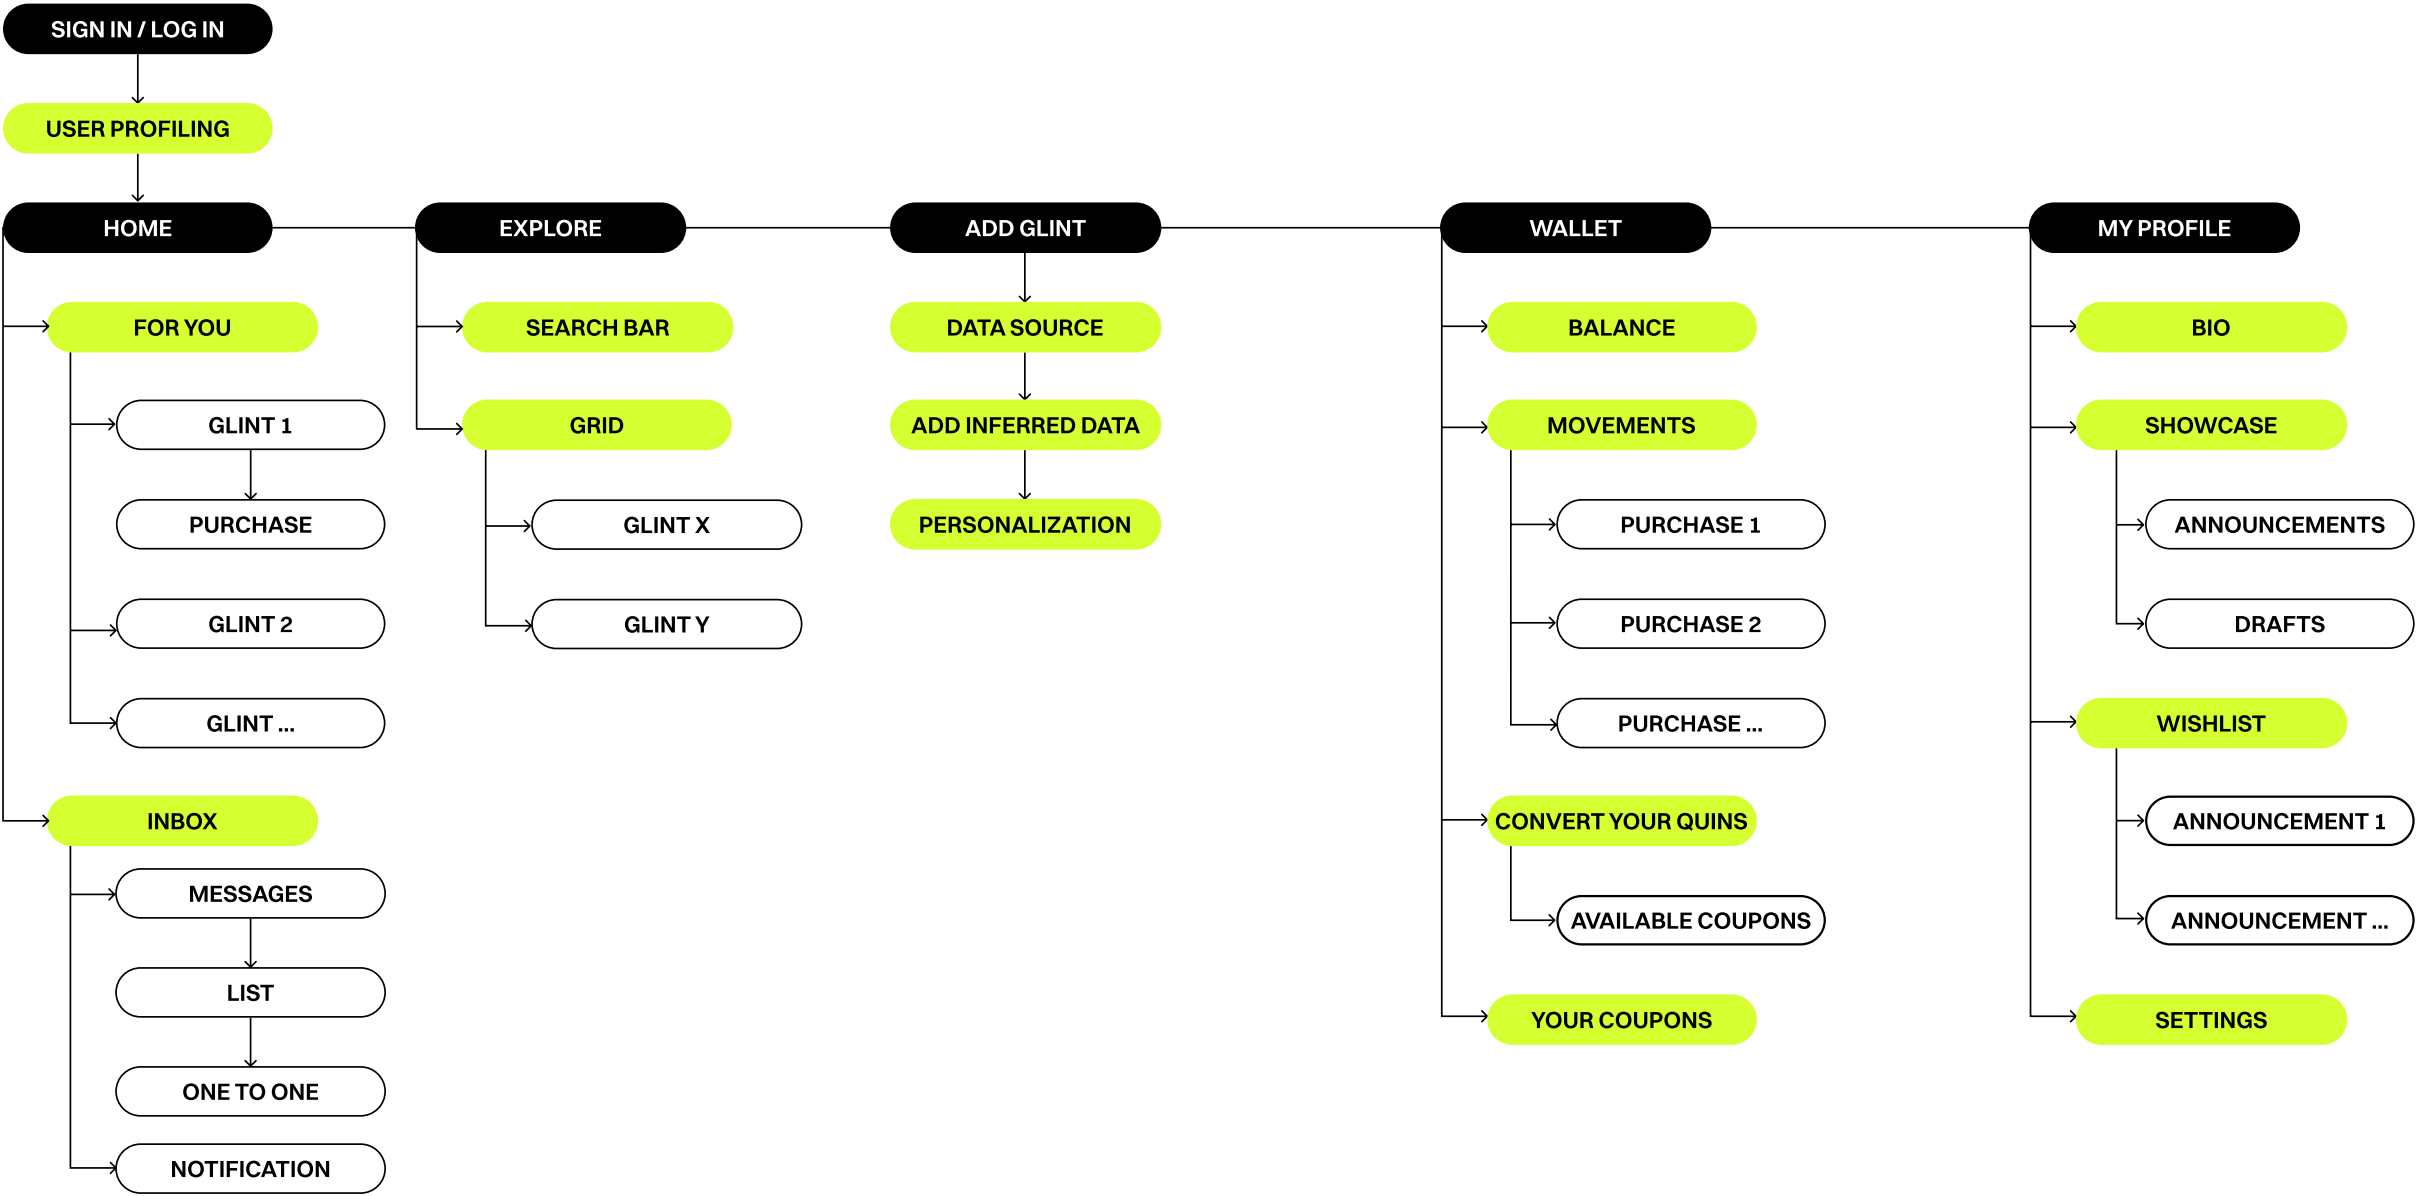 SIGN IN / LOG IN
USER PROFILING
HOME
FOR YOU
GLINT 1
PURCHASE
GLINT 2
GLINT ...
INBOX
MESSAGES
LIST
ONE TO ONE
NOTIFICATION
EXPLORE
SEARCH BAR
GRID
GLINT X
GLINT Y
ADD GLINT
DATA SOURCE
ADD INFERRED DATA
PERSONALIZATION
WALLET
BALANCE
MOVEMENTS
PURCHASE 1
PURCHASE 2
PURCHASE ...
CONVERT YOUR QUINS
AVAILABLE COUPONS
YOUR COUPONS
MY PROFILE
BIO
SHOWCASE
ANNOUNCEMENTS
DRAFTS
WISHLIST
ANNOUNCEMENT 1
ANNOUNCEMENT ...
SETTINGS